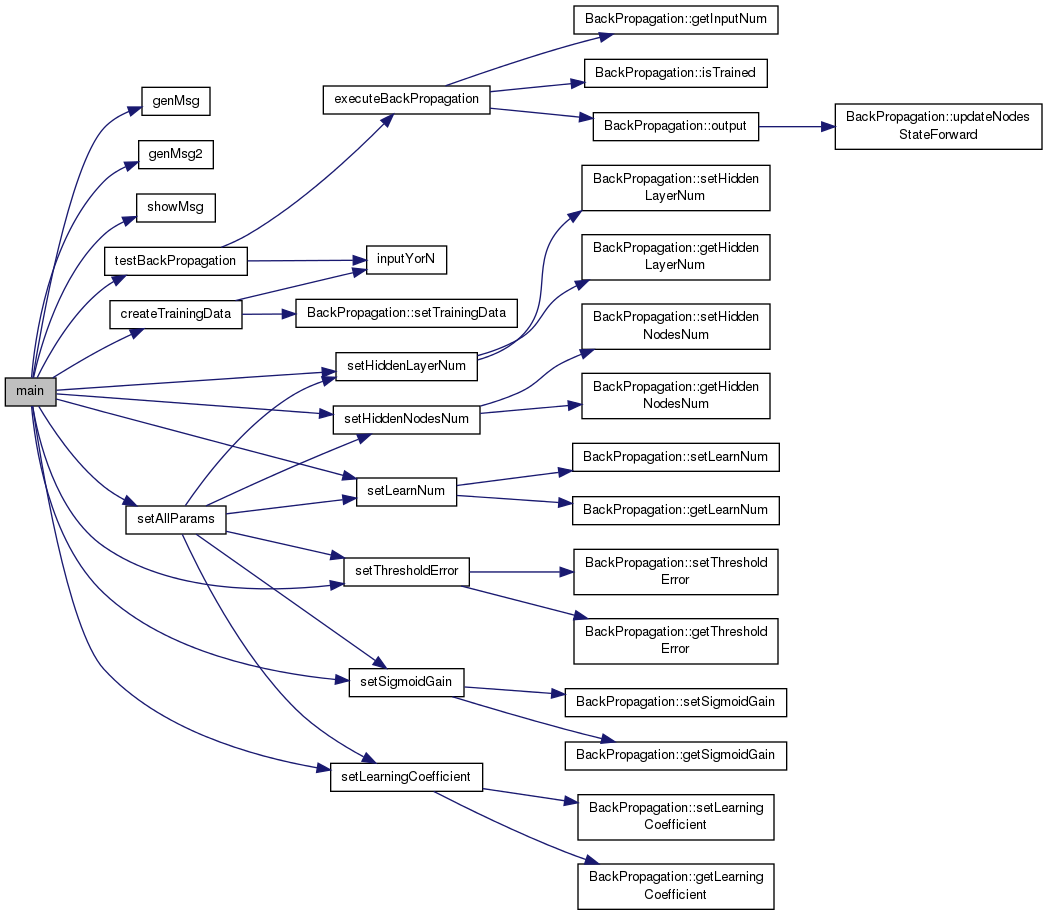 main
genMsg
genMsg2
showMsg
testBackPropagation
createTrainingData
setAllParams
executeBackPropagation
inputYorN
BackPropagation::setTrainingData
setHiddenLayerNum
setHiddenNodesNum
setLearnNum
setThresholdError
setSigmoidGain
setLearningCoefficient
BackPropagation::getInputNum
BackPropagation::isTrained
BackPropagation::output
BackPropagation::updateNodes
StateForward
BackPropagation::setHidden
LayerNum
BackPropagation::getHidden
LayerNum
BackPropagation::setHidden
NodesNum
BackPropagation::getHidden
NodesNum
BackPropagation::setLearnNum
BackPropagation::getLearnNum
BackPropagation::setThreshold
Error
BackPropagation::getThreshold
Error
BackPropagation::setSigmoidGain
BackPropagation::getSigmoidGain
BackPropagation::setLearning
Coefficient
BackPropagation::getLearning
Coefficient